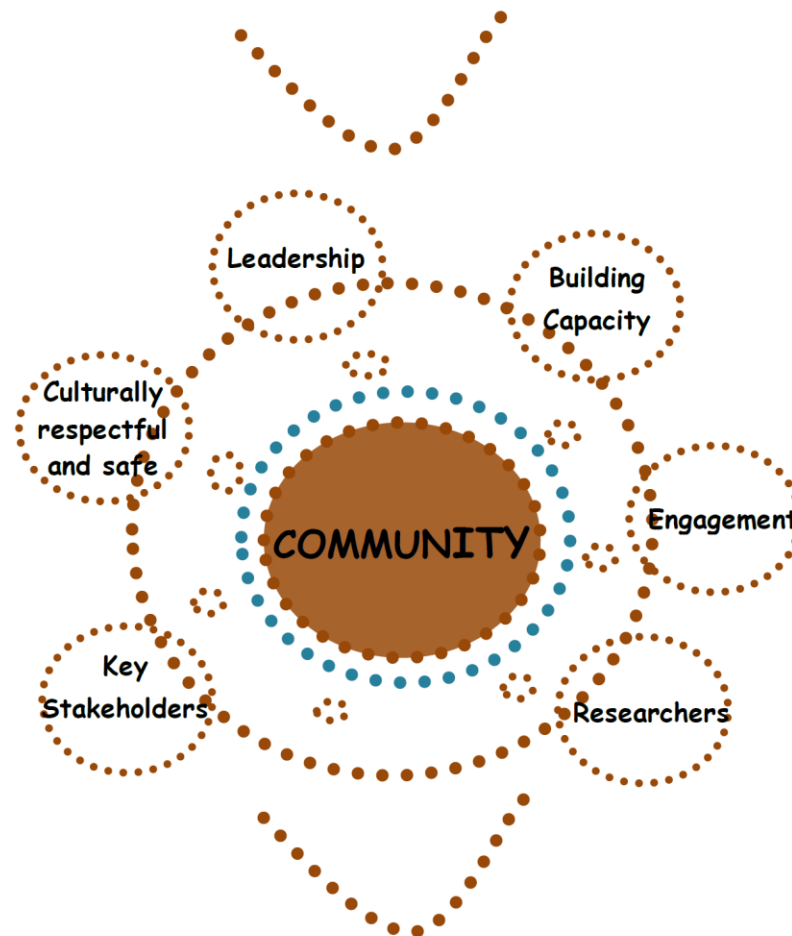 Leadership
Building
Capacity
Culturally
respectful
and safe
Engagement
COMMUNITY
Key
Stakeholders
Researchers